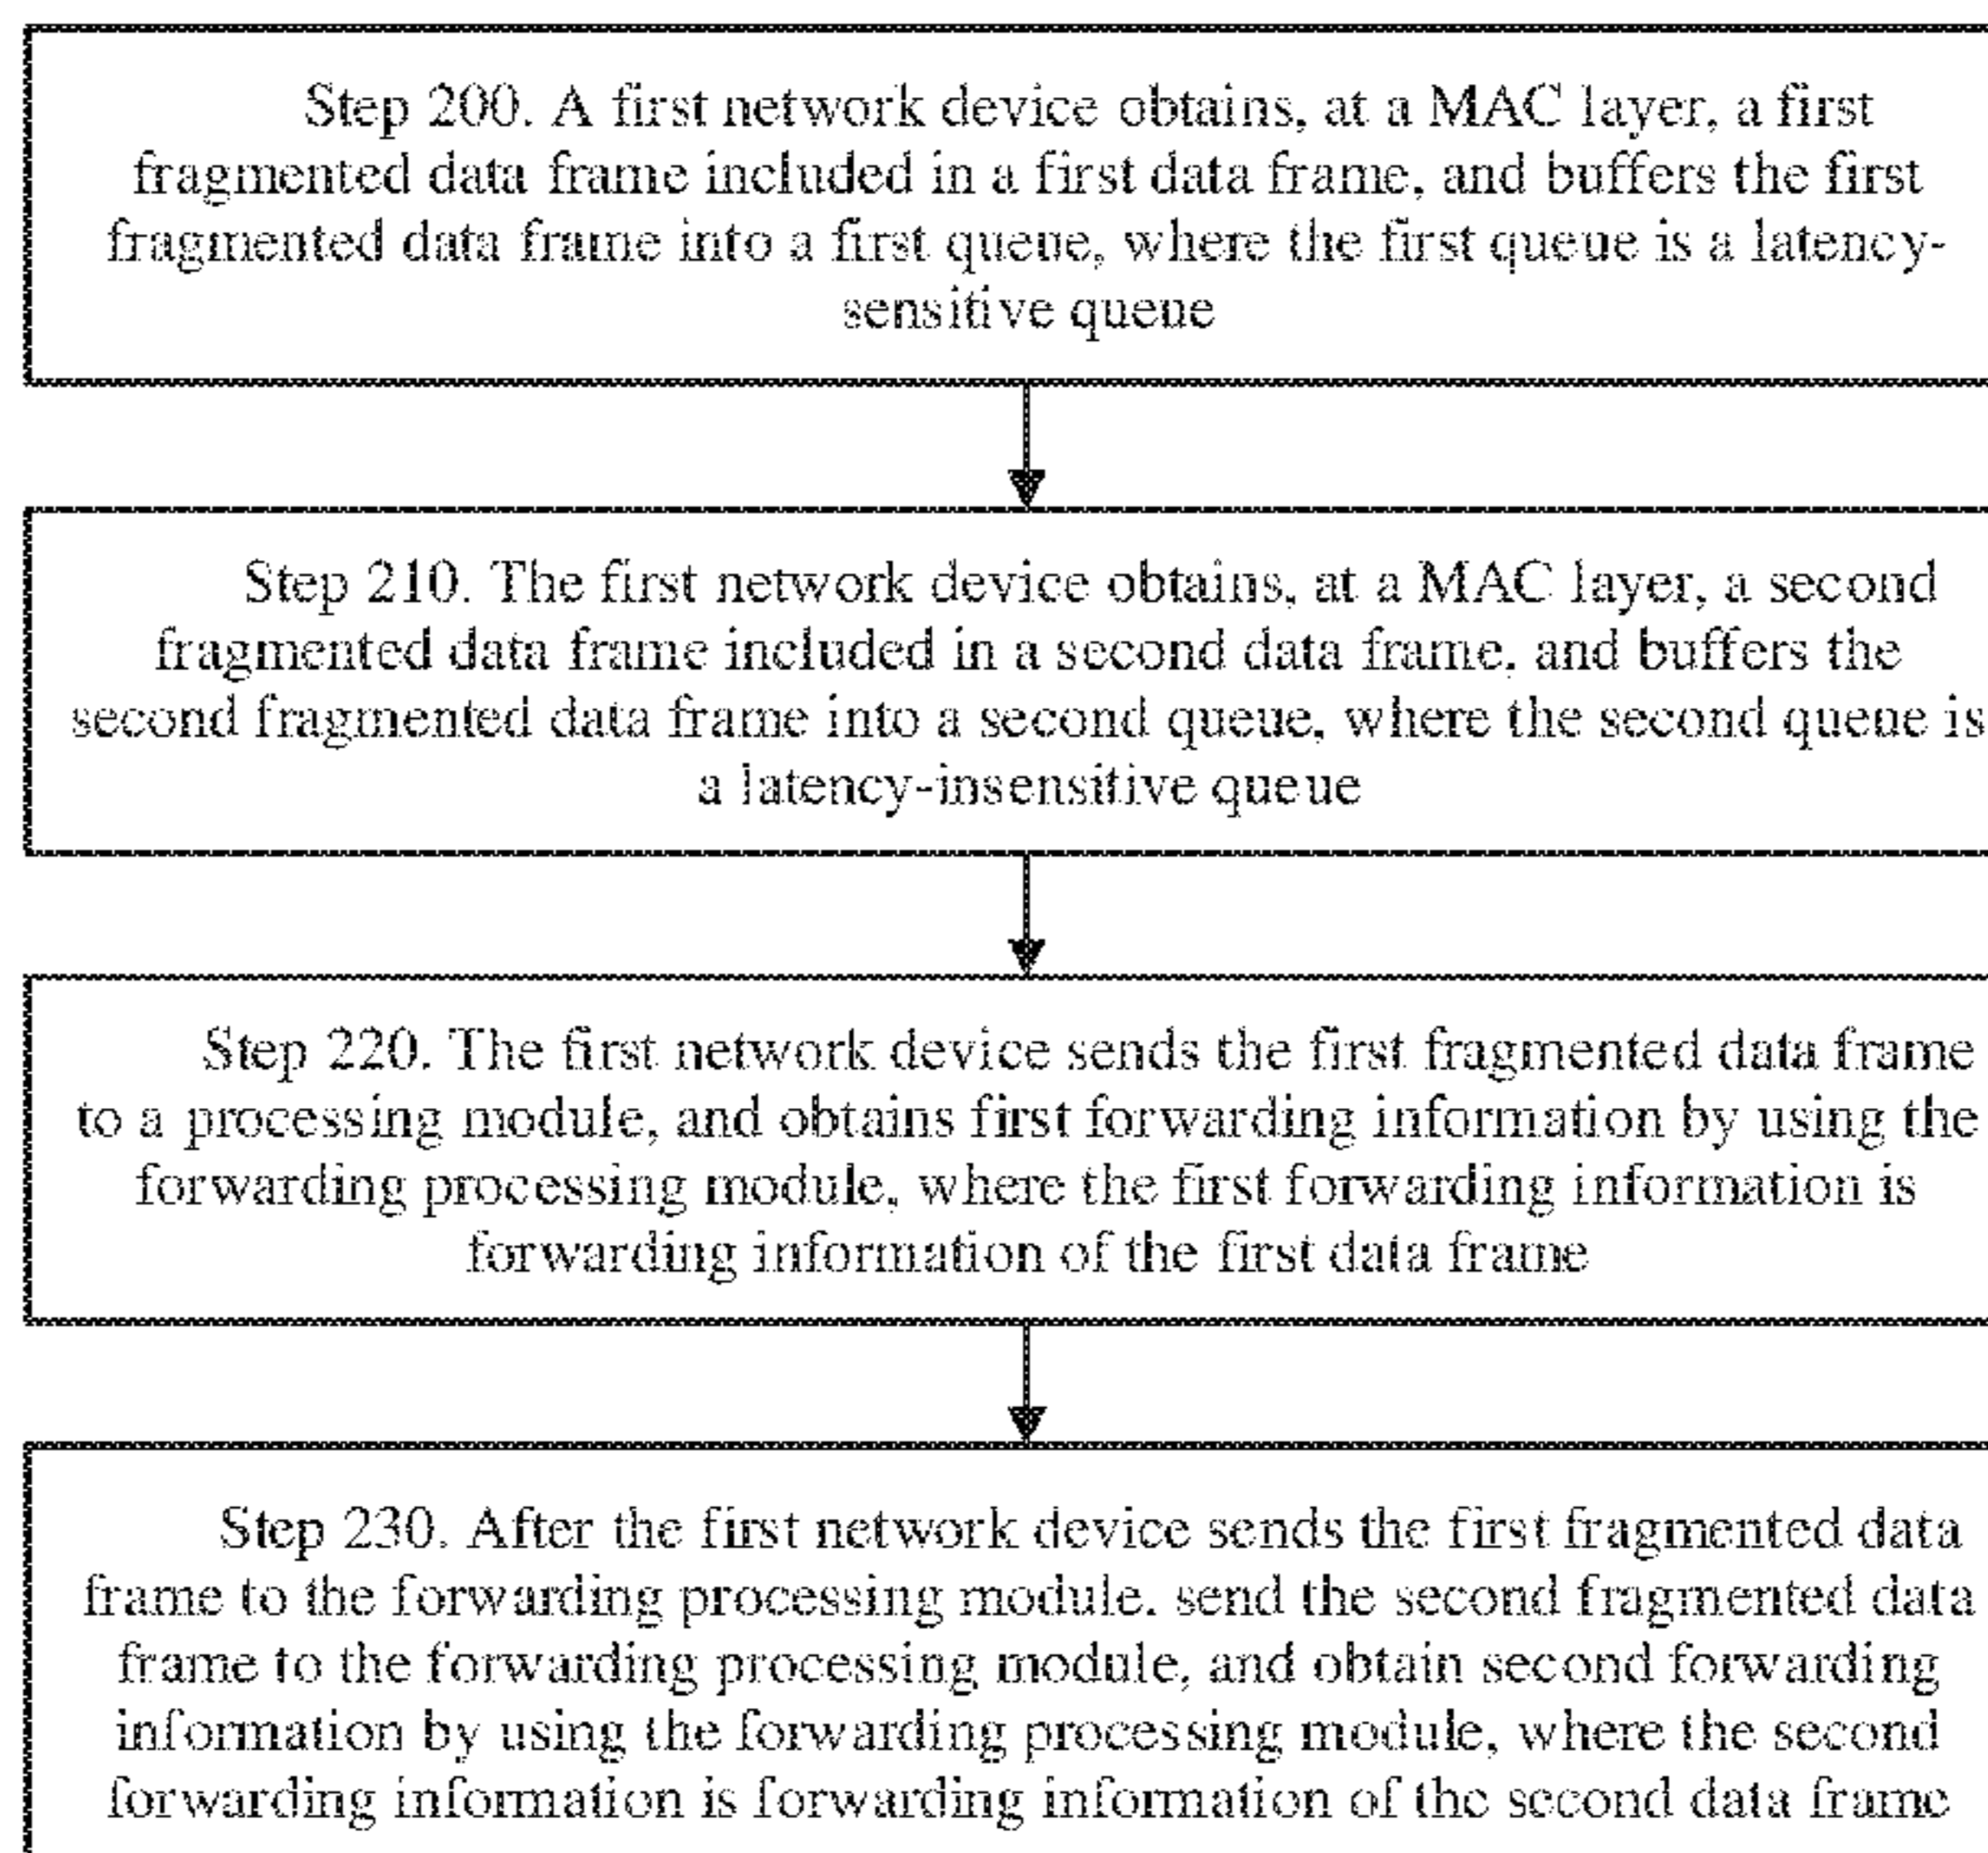 Step 200. A first network device obtains, at a MAC layer, a first
fragmented data frame included in a first data frame, and buffers the first
fragmented data frame into a first queue, where the first queue is a latency-
sensitive queue
Step 210. The first network device obtains, at a MAC layer, a second
fragmented data frame included in a second data frame, and buffers the
second fragmented data frame into a second queue, where the second queue is
a latency-insensitive queue
Step 220. The first network device sends the first fragmented data frame
to a processing module, and obtains first forwarding information by using the
forwarding processing module, where the first forwarding information is
forwarding information of the first data frame
Step 230. After the first network device sends the first fragmented data
frame to the forwarding processing module, send the second fragmented data
frame to the forwarding processing module, and obtain second forwarding
information by using the forwarding processing module, where the second
forwarding information is forwarding information of the second data frame